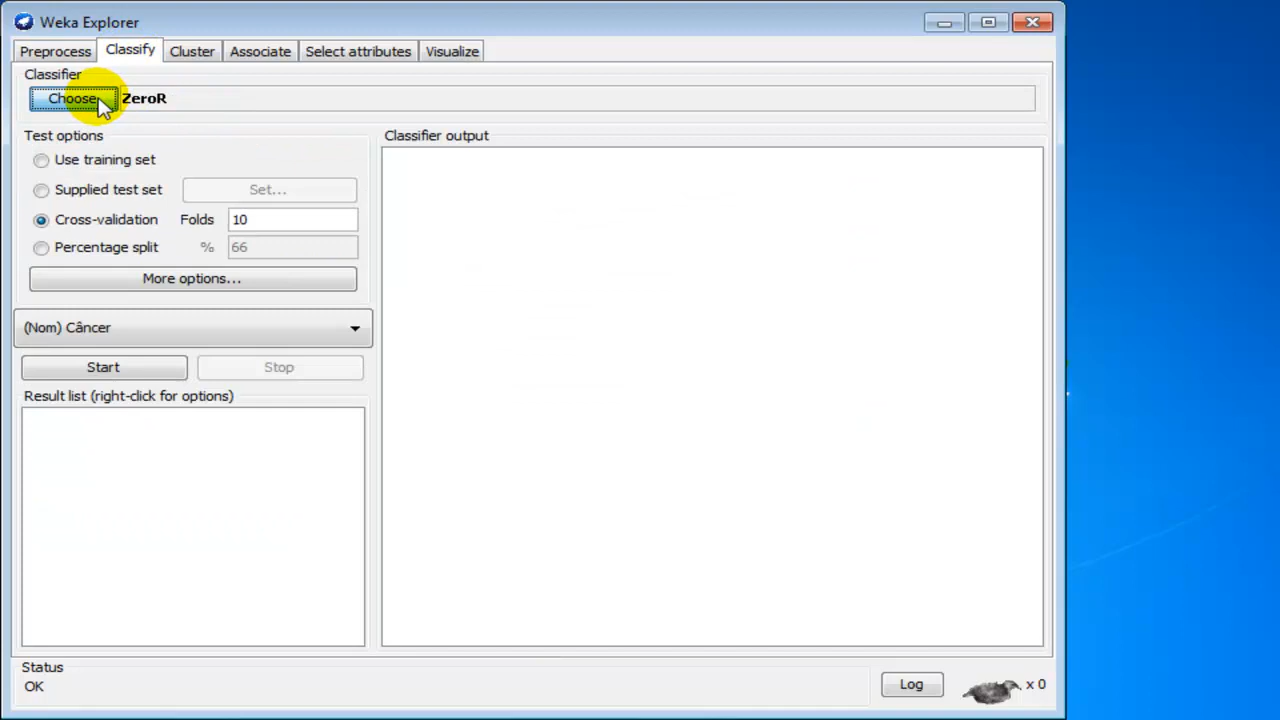 Weka Explorer
Preprocess Classify Cluster Associate Select attributes Visualize
Classifier
Choose ZeroR
Test options
Use training set
Supplied test set Set...
Cross-validation Folds 10
Percentage split % 66
More options...
(Nom) Câncer
Start Stop
Result list (right-click for options)
Classifier output
Status
OK
Log x 0